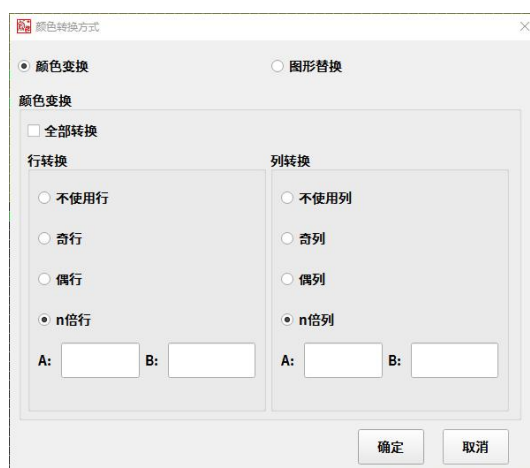 颜色转换方式
颜色变换 图形替换
颜色变换
全部转换
行转换 列转换
不使用行 不使用列
奇行 奇列
偶行 偶列
n倍行 n倍列
A: B: A: B:
确定 取消